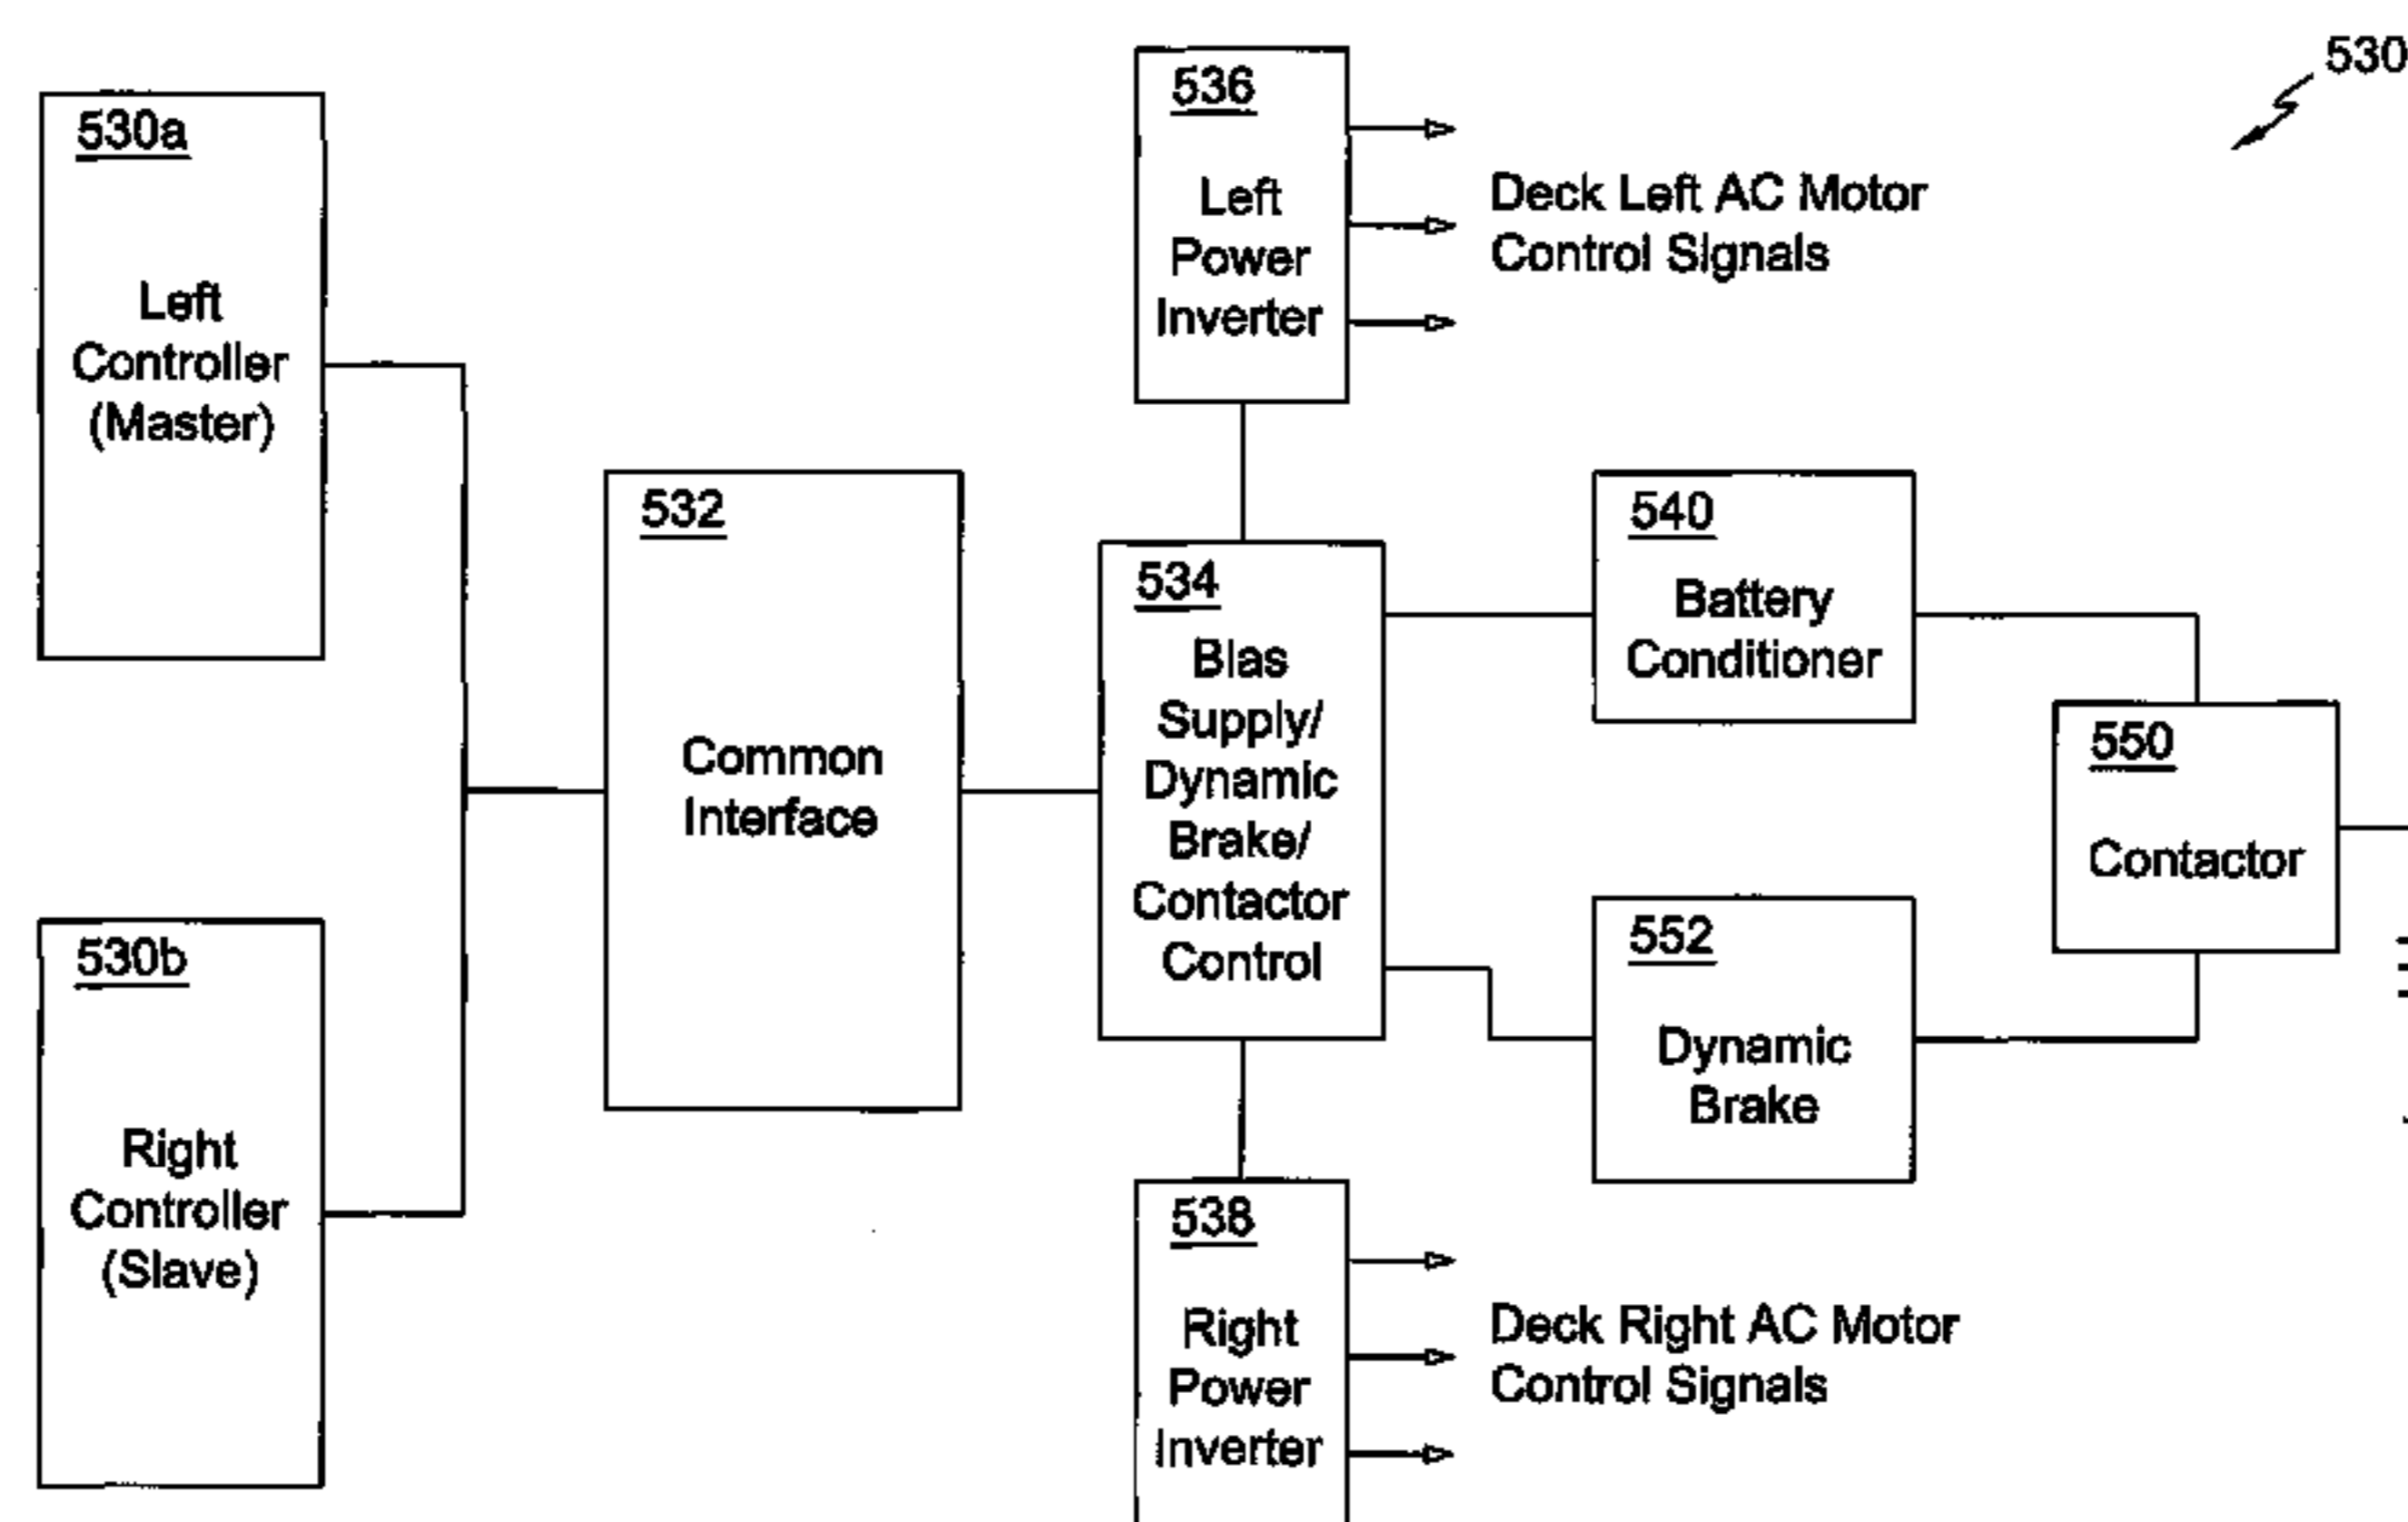 530
530a
Left
Controller
(Master)
530b
Right
Controller
(Slave)
532
Common
Interface
536
Left
Power
Inverter
Deck Left AC Motor
Control Signals
534
Bias
Supply/
Dynamic
Brake/
Contactor
Control
538
Right
Power
Inverter
Deck Right AC Motor
Control Signals
540
Battery
Conditioner
552
Dynamic
Brake
550
Contactor